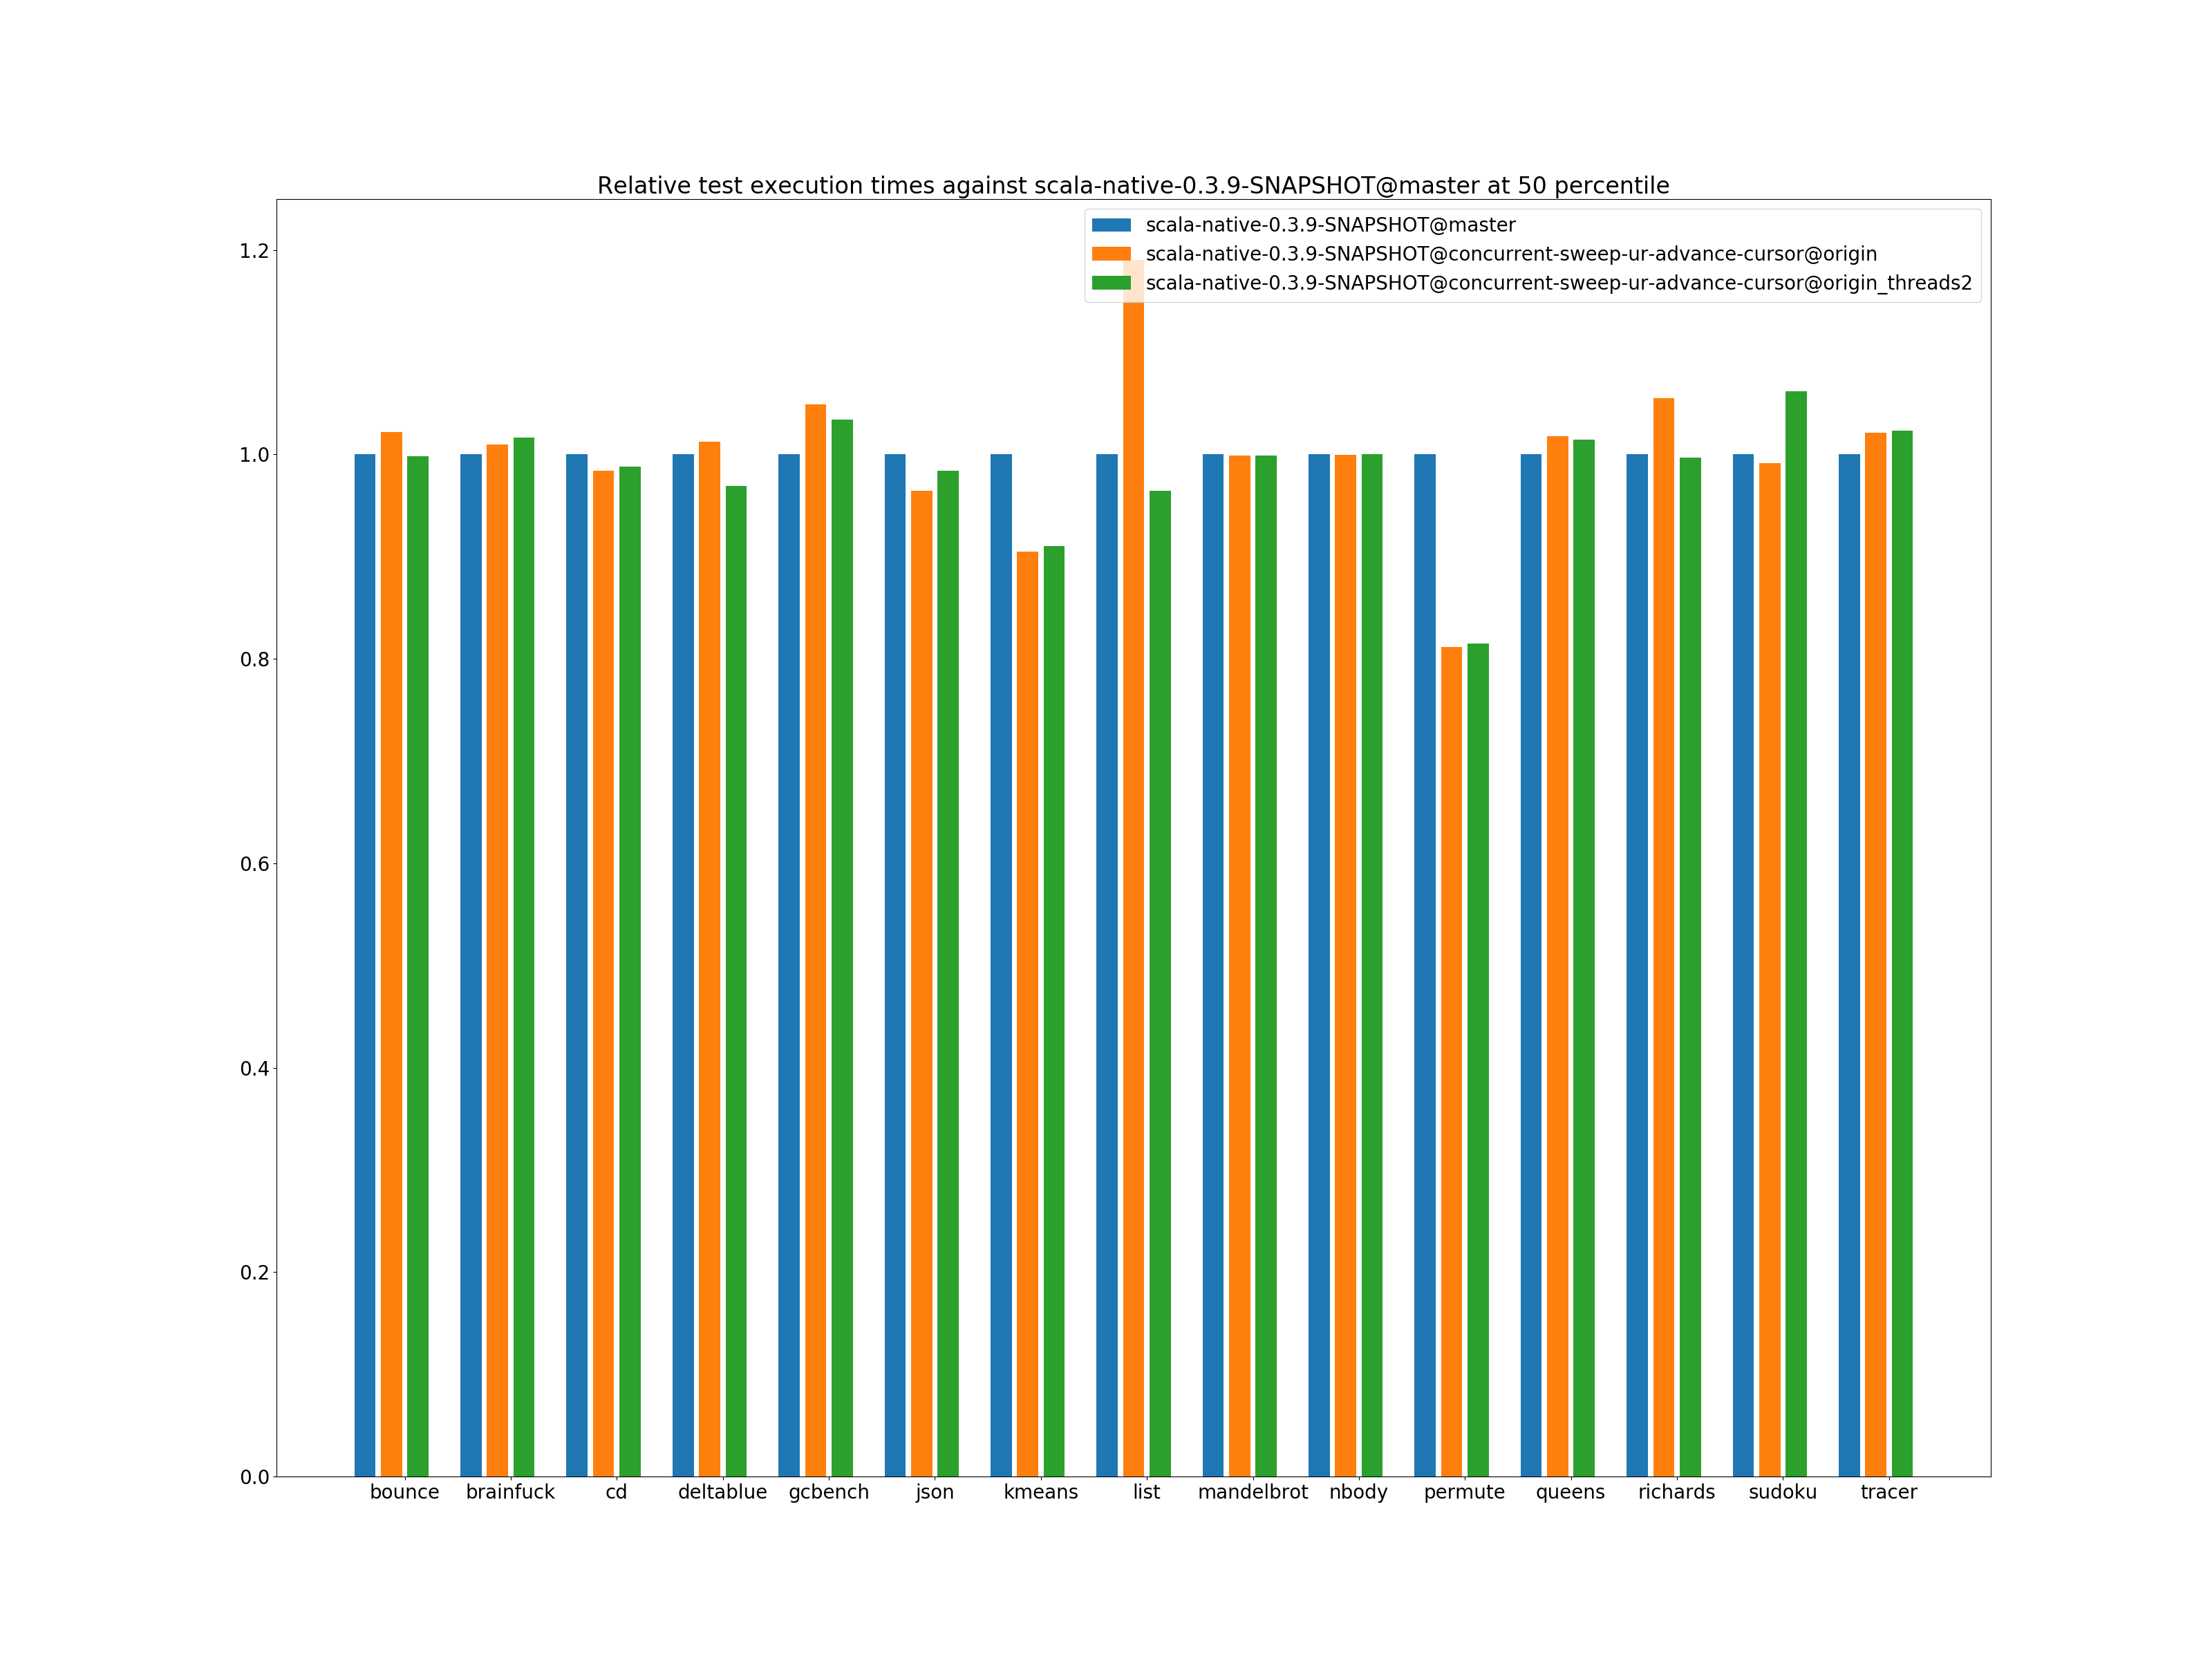 Relative test execution times against scala-native-0.3.9-SNAPSHOT@master at 50 percentile
scala-native-0.3.9-SNAPSHOT@master
scala-native-0.3.9-SNAPSHOT@concurrent-sweep-ur-advance-cursor@origin
scala-native-0.3.9-SNAPSHOT@concurrent-sweep-ur-advance-cursor@origin_threads2
1.2
1.0
0.8
0.6
0.4
0.2
0.0
bounce brainfuck cd deltablue gcbench json kmeans list mandelbrot nbody permute queens richards sudoku tracer